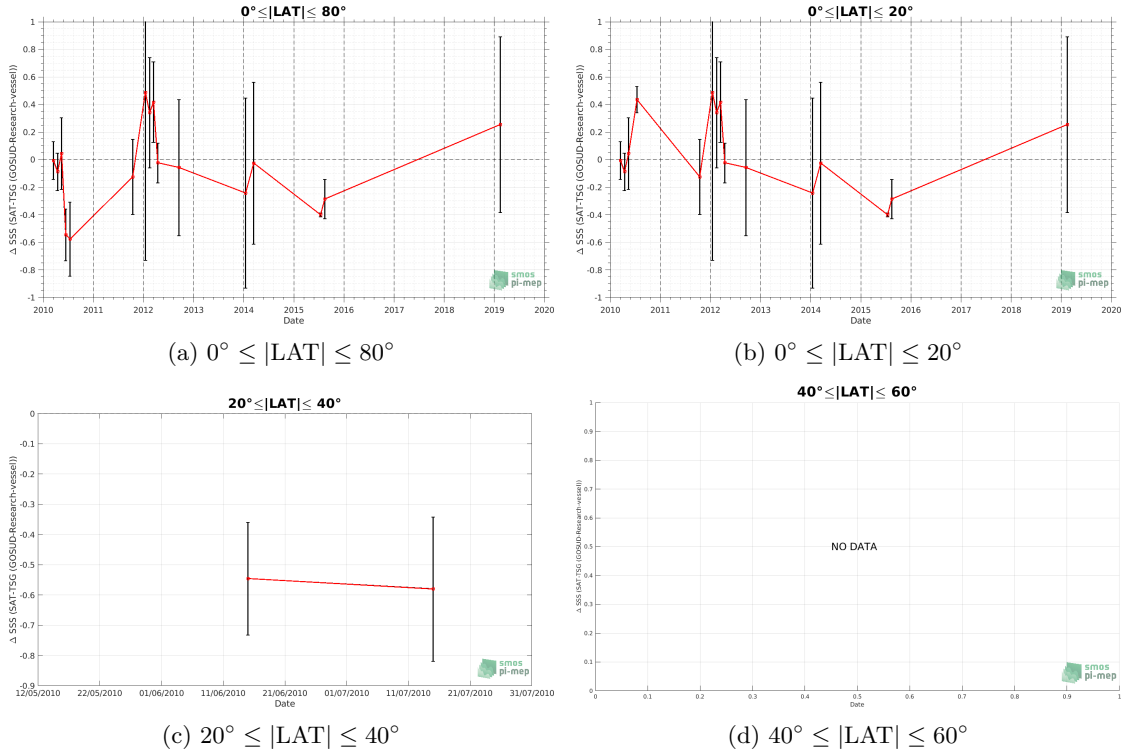 0°≤|LAT|≤ 80°
Δ SSS (SAT-TSG (GOSUD-Research-vessel))
1
0.8
0.6
0.4
0.2
0
-0.2
-0.4
-0.6
-0.8
-1
2010 2011 2012 2013 2014 2015 2016 2017 2018 2019 2020
Date
smos
pi-mep
(a) 0° ≤ |LAT| ≤ 80°
0°≤|LAT|≤ 20°
Δ SSS (SAT-TSG (GOSUD-Research-vessel))
1
0.8
0.6
0.4
0.2
0
-0.2
-0.4
-0.6
-0.8
-1
2010 2011 2012 2013 2014 2015 2016 2017 2018 2019 2020
Date
smos
pi-mep
(b) 0° ≤ |LAT| ≤ 20°
20°≤|LAT|≤ 40°
Δ SSS (SAT-TSG (GOSUD-Research-vessel))
0
-0.1
-0.2
-0.3
-0.4
-0.5
-0.6
-0.7
-0.8
-0.9
12/05/2010 22/05/2010 01/06/2010 11/06/2010 21/06/2010 01/07/2010 11/07/2010 21/07/2010 31/07/2010
Date
smos
pi-mep
(c) 20° ≤ |LAT| ≤ 40°
40°≤|LAT|≤ 60°
Δ SSS (SAT-TSG (GOSUD-Research-vessel))
1
0.9
0.8
0.7
0.6
0.5
0.4
0.3
0.2
0.1
0
NO DATA
0 0.1 0.2 0.3 0.4 0.5 0.6 0.7 0.8 0.9 1
Date
smos
pi-mep
(d) 40° ≤ |LAT| ≤ 60°